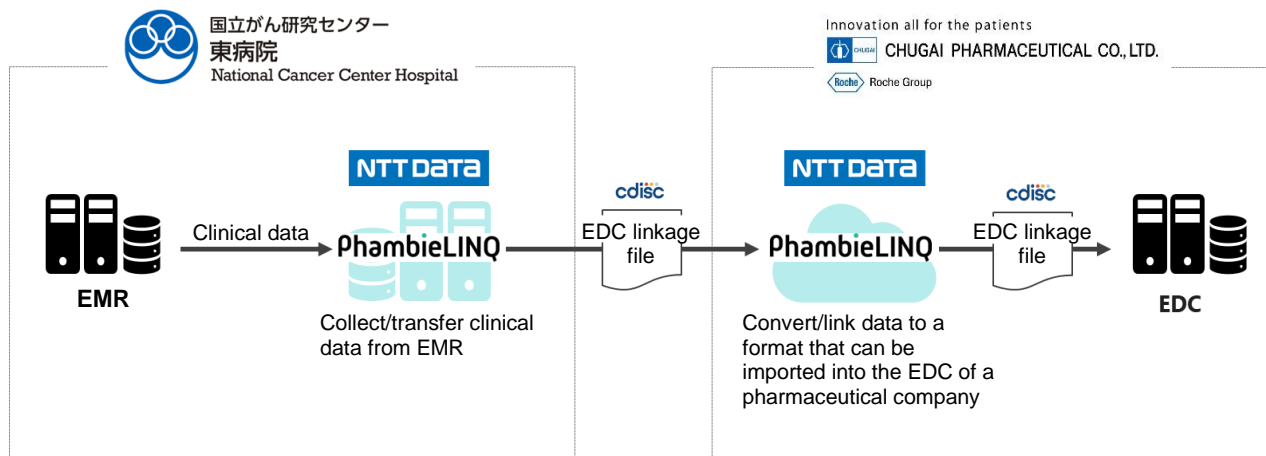 国立がん研究センター
東病院
National Cancer Center Hospital
Innovation all for the patients
CHUGAI
CHUGAI PHARMACEUTICAL CO., LTD.
Roche
Roche Group
NTT DATA
NTT DATA
cdisc
cdisc
Clinical data
PhambieLINQ
EDC linkage
file
PhambieLINQ
EDC linkage
file
EMR
EDC
Collect/transfer clinical
data from EMR
Convert/link data to a
format that can be
imported into the EDC of a
pharmaceutical company